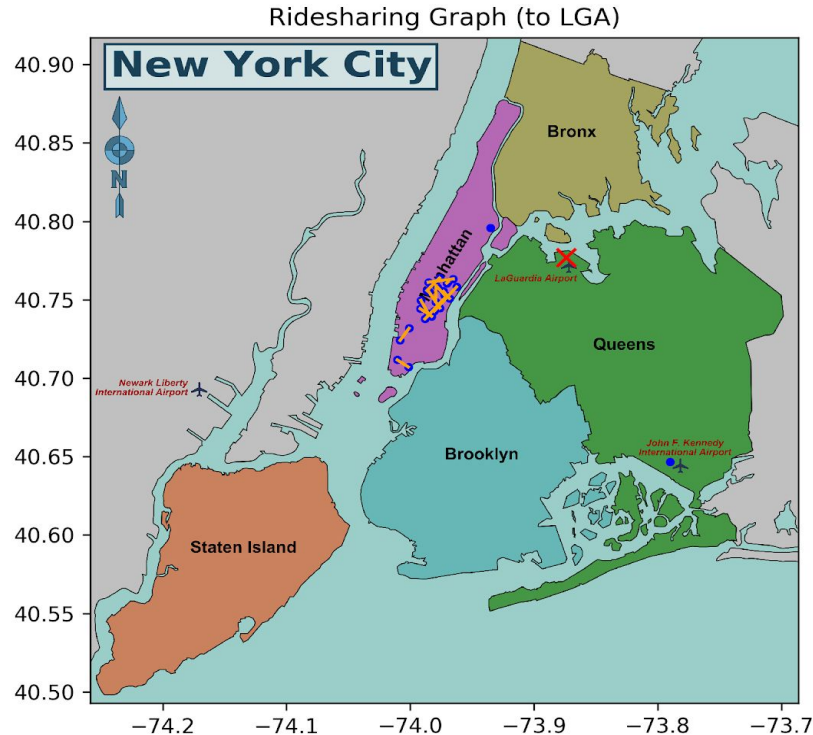 Ridesharing Graph (to LGA)
40.90
40.85
40.80
40.75
40.70
40.65
40.60
40.55
40.50
New York City
N
Bronx
Manhattan
LaGuardia Airport
Queens
Newark Liberty
International Airport
Brooklyn
John F. Kennedy
International Airport
Staten Island
−74.2
−74.1
−74.0
−73.9
−73.8
−73.7